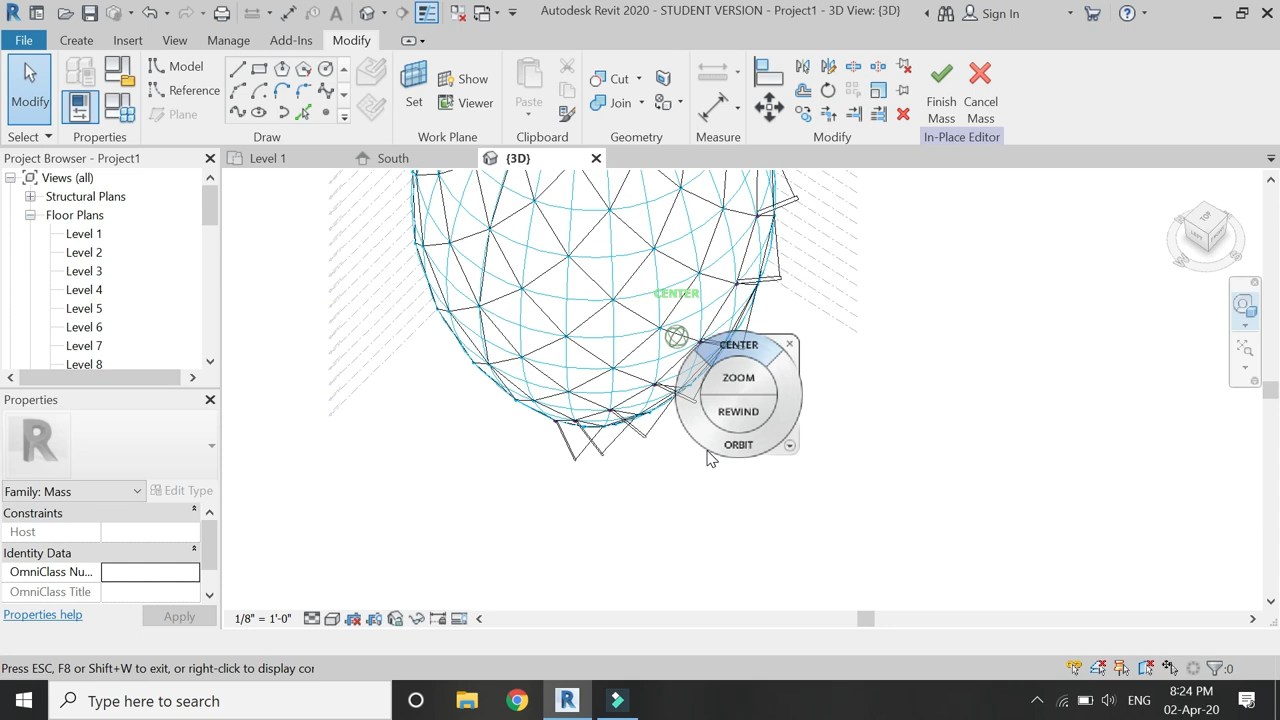 Autodesk Revit 2020 - STUDENT VERSION - Project1 - 3D View: {3D}
Sign In
File
Create
Insert
View
Manage
Add-Ins
Modify
Modify
Select
Properties
Model
Reference
Plane
Draw
Set
Show
Viewer
Work Plane
Paste
Clipboard
Cut
Join
Geometry
Measure
Modify
Finish
Mass
Cancel
Mass
In-Place Editor
Project Browser - Project1
Level 1
South
{3D}
Views (all)
Structural Plans
Floor Plans
Level 1
Level 2
Level 3
Level 4
Level 5
Level 6
Level 7
Level 8
TOP
LEFT
CENTER
CENTER
ZOOM
REWIND
ORBIT
Properties
Family: Mass
Edit Type
Constraints
Host
Identity Data
OmniClass Nu...
OmniClass Title
Properties help
Apply
1/8" = 1'-0"
Press ESC, F8 or Shift+W to exit, or right-click to display cor
:0
Type here to search
ENG
8:24 PM
02-Apr-20